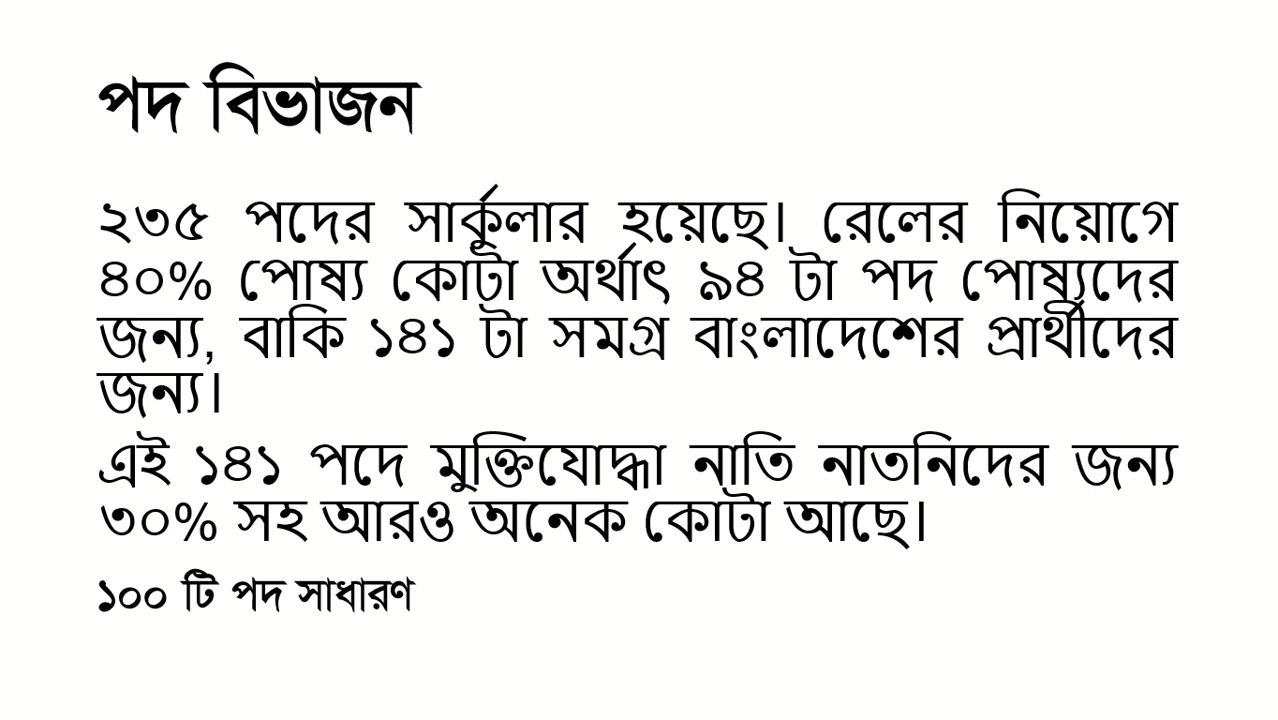 পদ বিভাজন
২৩৫ পদের সার্কুলার হয়েছে। রেলের নিয়োগে
৪০% পোষ্য কোটা অর্থাৎ ৯৪ টা পদ পোষ্যদের
জন্য, বাকি ১৪১ টা সমগ্র বাংলাদেশের প্রার্থীদের
জন্য।
এই ১৪১ পদে মুক্তিযোদ্ধা নাতি নাতনিদের জন্য
৩০% সহ আরও অনেক কোটা আছে।
১০০ টি পদ সাধারণ